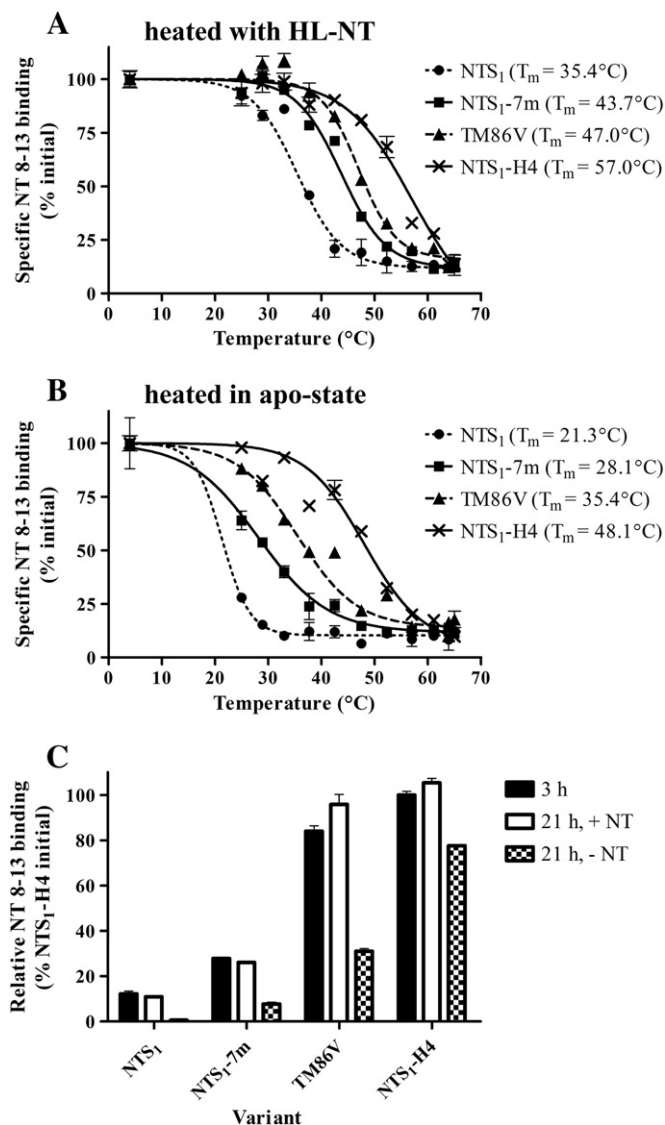 A
heated with HL-NT
Specific NT 8-13 binding
(% initial)
100
75
50
25
0
0 10 20 30 40 50 60 70
Temperature (°C)
NTS1 (Tm = 35.4°C)
NTS1-7m (Tm = 43.7°C)
TM86V (Tm = 47.0°C)
NTS1-H4 (Tm = 57.0°C)
B
heated in apo-state
Specific NT 8-13 binding
(% initial)
100
75
50
25
0
0 10 20 30 40 50 60 70
Temperature (°C)
NTS1 (Tm = 21.3°C)
NTS1-7m (Tm = 28.1°C)
TM86V (Tm = 35.4°C)
NTS1-H4 (Tm = 48.1°C)
C
Relative NT 8-13 binding
(% NTS1-H4 initial)
100
80
60
40
20
0
NTS1
NTS1-7m
TM86V
NTS1-H4
Variant
3 h
21 h, + NT
21 h, - NT